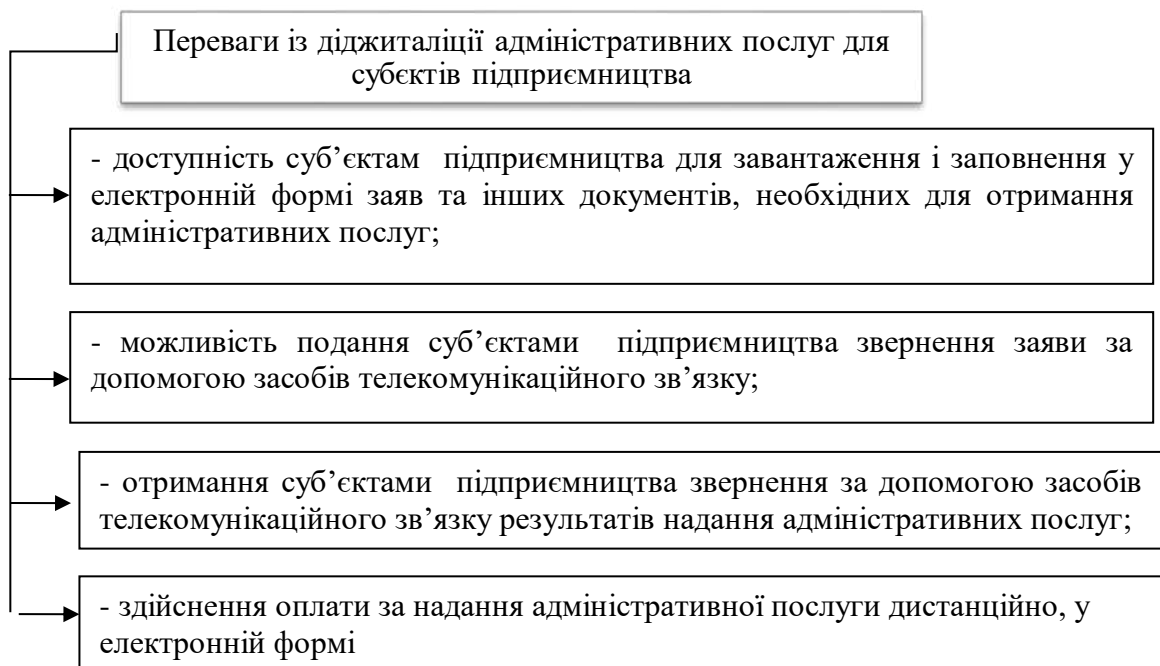 Переваги із діджиталіції адміністративних послуг для
субєктів підприємництва
- доступність суб’єктам підприємництва для завантаження і заповнення у
електронній формі заяв та інших документів, необхідних для отримання
адміністративних послуг;
- можливість подання суб’єктами підприємництва звернення заяви за
допомогою засобів телекомунікаційного зв’язку;
- отримання суб’єктами підприємництва звернення за допомогою засобів
телекомунікаційного зв’язку результатів надання адміністративних послуг;
- здійснення оплати за надання адміністративної послуги дистанційно, у
електронній формі